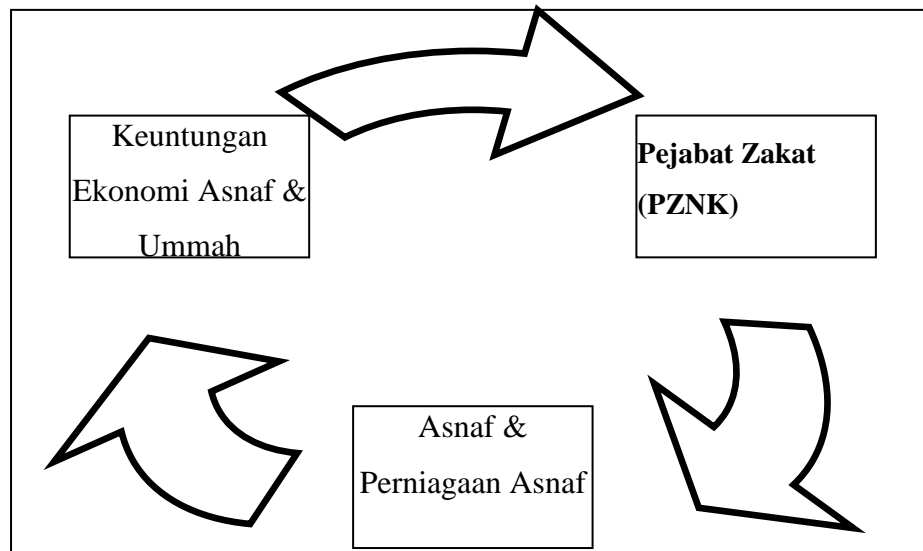 Keuntungan
Ekonomi Asnaf &
Ummah
Pejabat Zakat
(PZNK)
Asnaf &
Perniagaan Asnaf